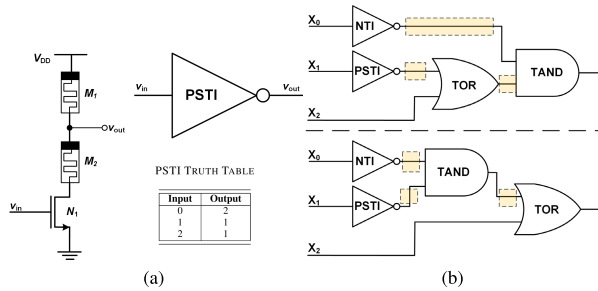 V_DD
M_1
v_out
M_2
v_in
N_1
v_in
PSTI
v_out
PSTI TRUTH TABLE
Input Output
0 2
1 1
2 1
(a)
X_0
NTI
X_1
PSTI
TOR
TAND
X_2
X_0
NTI
TAND
X_1
PSTI
TOR
X_2
(b)